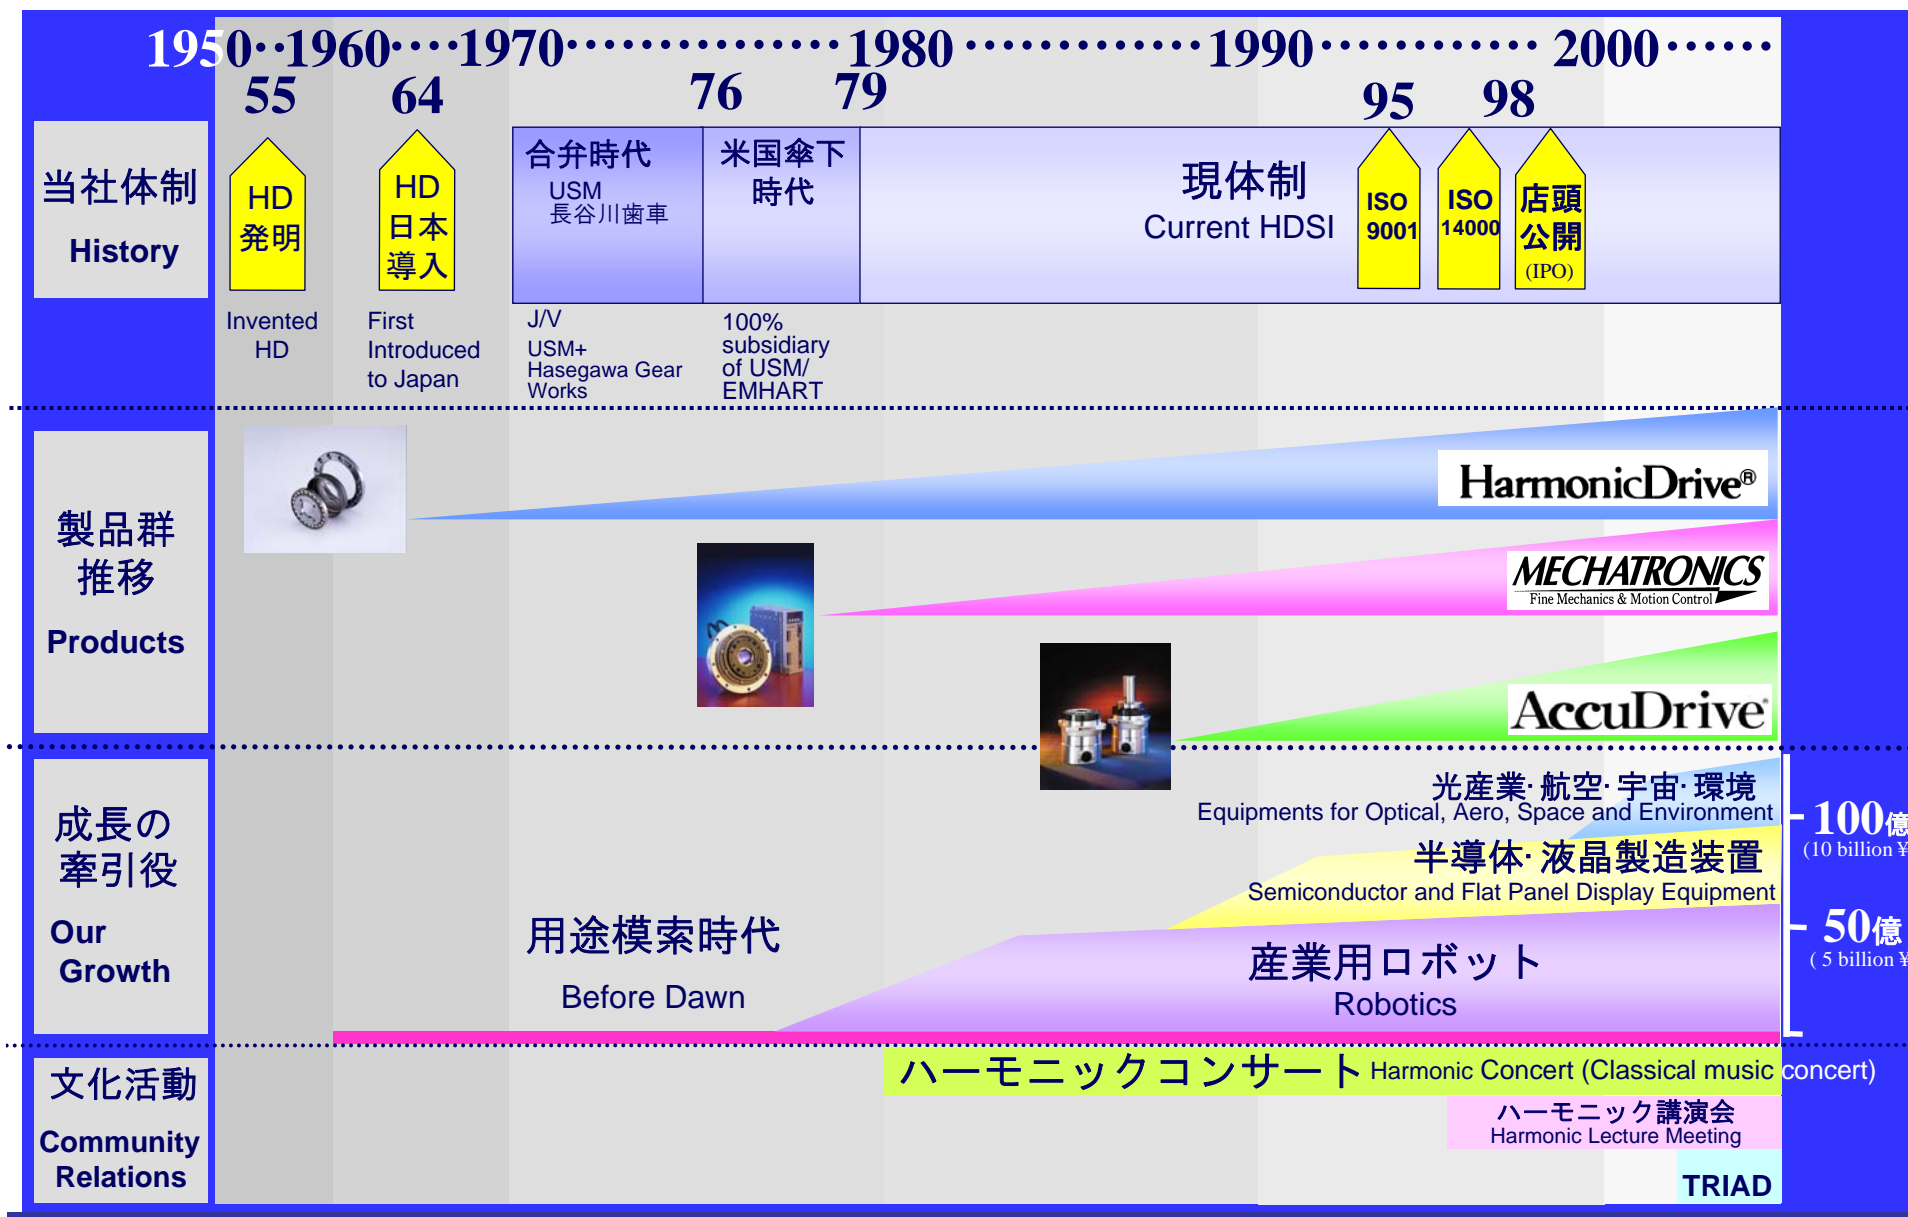 1950··1960····1970··············1980············1990···········2000······
55
64
76
79
95
98
当社体制
History
HD
発明
HD
日本
導入
合弁時代
USM
長谷川歯車
米国傘下
時代
現体制
Current HDSI
ISO
9001
ISO
14000
店頭
公開
(IPO)
Invented
HD
First
Introduced
to Japan
J/V
USM+
Hasegawa Gear
Works
100%
subsidiary
of USM/
EMHART
製品群
推移
Products
HarmonicDrive®
MECHATRONICS
Fine Mechanics & Motion Control
AccuDrive
成長の
牽引役
Our
Growth
用途模索時代
Before Dawn
光産業·航空·宇宙·環境
Equipments for Optical, Aero, Space and Environment
半導体·液晶製造装置
Semiconductor and Flat Panel Display Equipment
産業用ロボット
Robotics
100億
(10 billion ¥
50億
( 5 billion ¥
文化活動
Community
Relations
ハーモニックコンサート Harmonic Concert (Classical music concert)
ハーモニック講演会
Harmonic Lecture Meeting
TRIAD